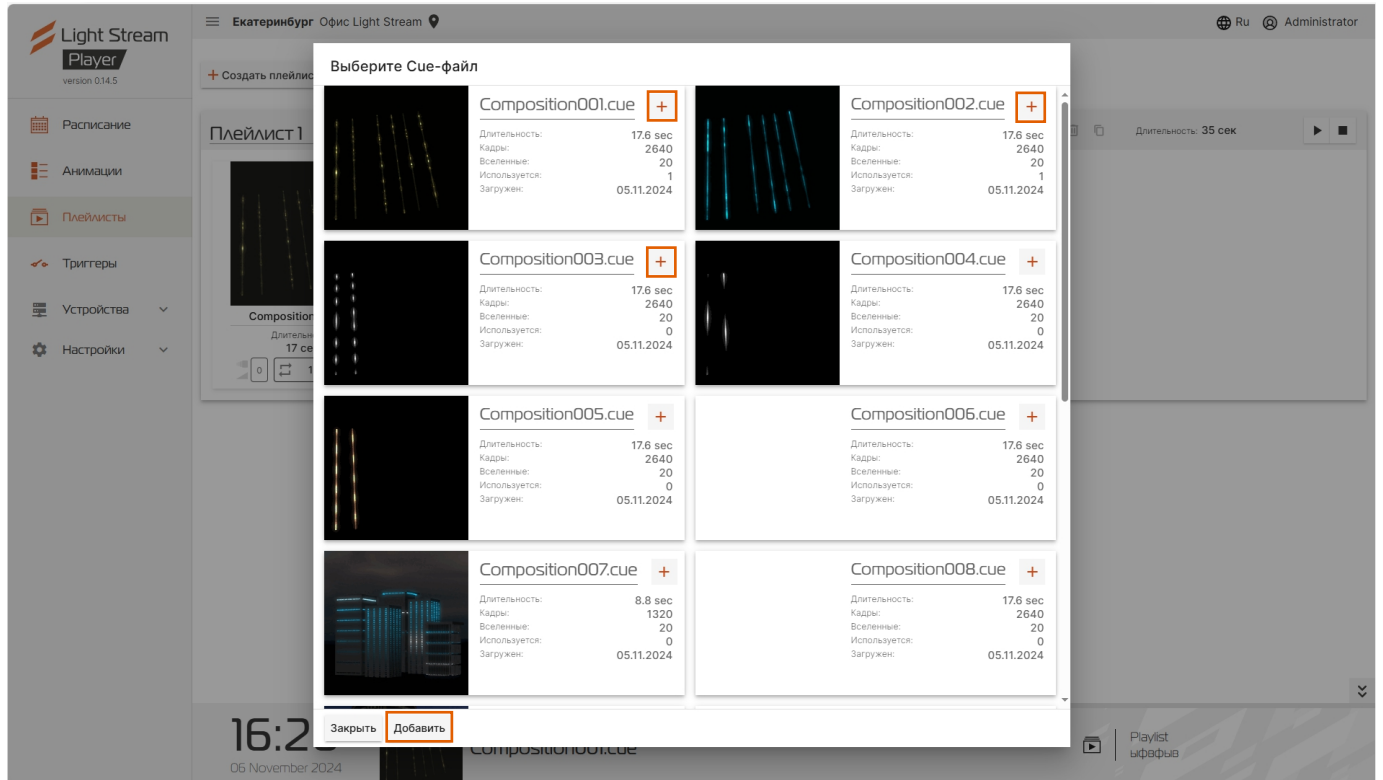 Light Stream
Player
version 0.14.5
Екатеринбург Офис Light Stream
Ru
Administrator
+ Создать плейлис
Расписание
Анимации
Плейлисты
Триггеры
Устройства
Настройки
Плейлист 1
Длительность: 35 сек
Composition
Длительн
17 се
0
1
Выберите Cue-файл
Composition001.cue +
Длительность: 17.6 sec
Кадры: 2640
Вселенные: 20
Используется: 1
Загружен: 05.11.2024
Composition002.cue +
Длительность: 17.6 sec
Кадры: 2640
Вселенные: 20
Используется: 1
Загружен: 05.11.2024
Composition003.cue +
Длительность: 17.6 sec
Кадры: 2640
Вселенные: 20
Используется: 0
Загружен: 05.11.2024
Composition004.cue +
Длительность: 17.6 sec
Кадры: 2640
Вселенные: 20
Используется: 0
Загружен: 05.11.2024
Composition005.cue +
Длительность: 17.6 sec
Кадры: 2640
Вселенные: 20
Используется: 0
Загружен: 05.11.2024
Composition006.cue +
Длительность: 17.6 sec
Кадры: 2640
Вселенные: 20
Используется: 0
Загружен: 05.11.2024
Composition007.cue +
Длительность: 8.8 sec
Кадры: 1320
Вселенные: 20
Используется: 0
Загружен: 05.11.2024
Composition008.cue +
Длительность: 17.6 sec
Кадры: 2640
Вселенные: 20
Используется: 0
Загружен: 05.11.2024
Закрыть
Добавить
16:2
06 November 2024
Composition001.cue
Playlist
ыфвфыв